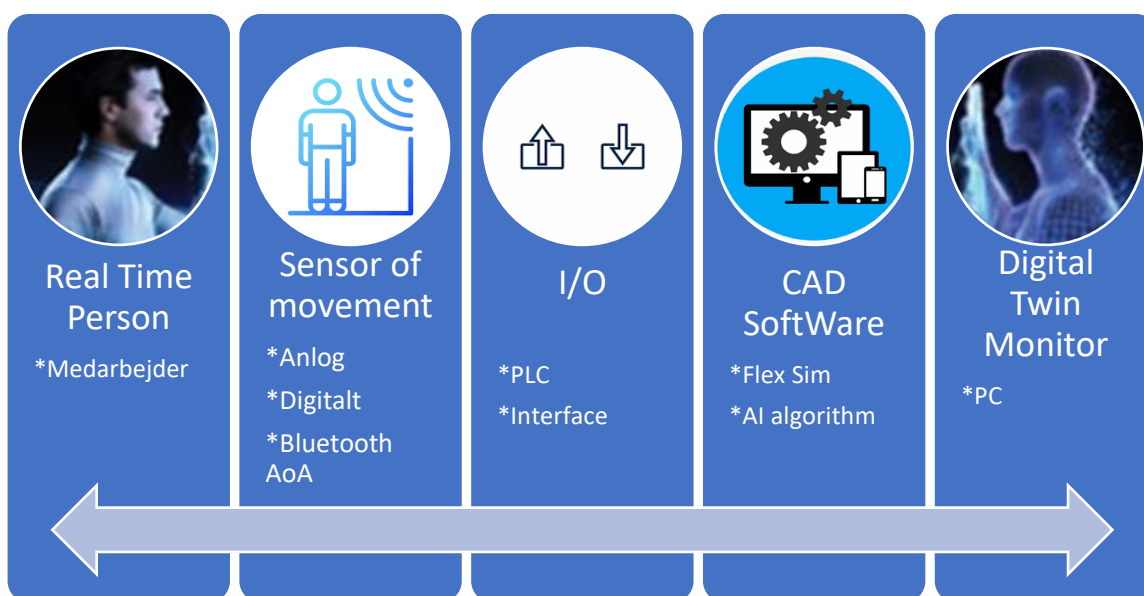 Real Time
Person
*Medarbejder
Sensor of
movement
*Anlog
*Digitalt
*Bluetooth
AoA
I/O
*PLC
*Interface
CAD
SoftWare
*Flex Sim
*AI algorithm
Digital
Twin
Monitor
*PC